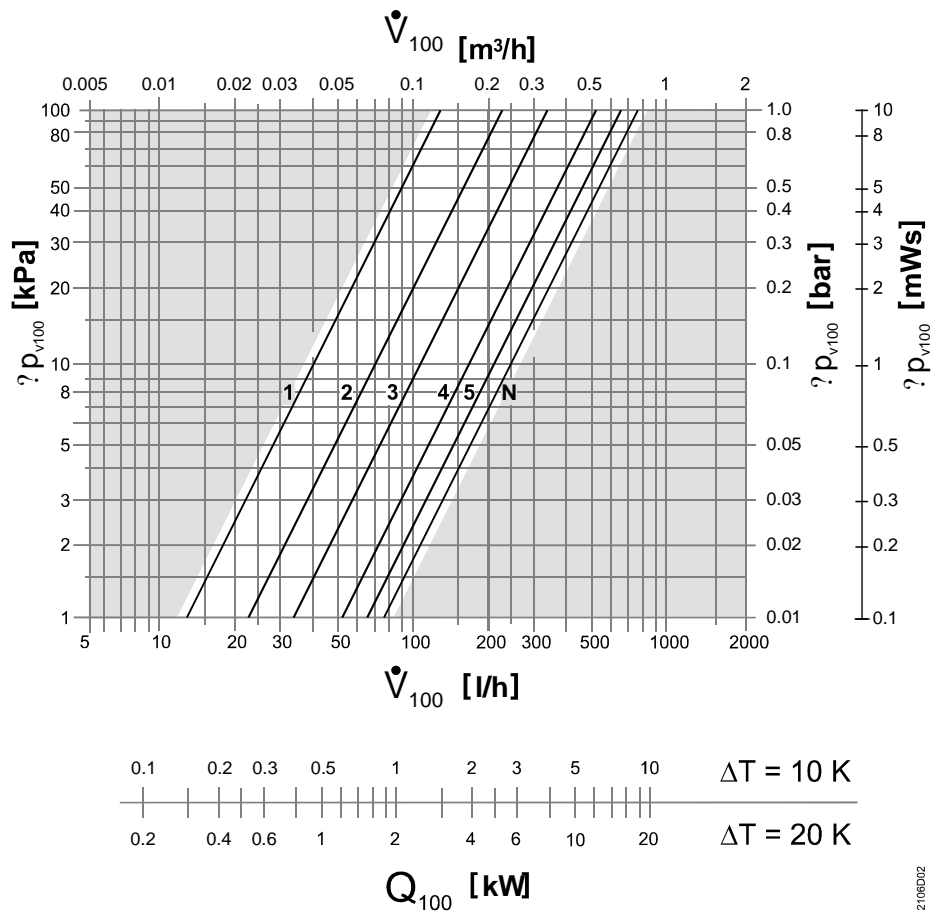 V̇100 [m³/h]
0.005 0.01 0.02 0.03 0.05 0.1 0.2 0.3 0.5 1 2
100 1.0 10
80 0.8 8
50 0.5 5
40 0.4 4
30 0.3 3
20 0.2 2
10 0.1 1
8 1 2 3 4 5 N
5 0.05 0.5
3 0.03 0.3
2 0.02 0.2
1 0.01 0.1
? pv100 [kPa]
? pv100 [bar]
? pv100 [mWs]
5 10 20 30 50 100 200 300 500 1000 2000
V̇100 [l/h]
0.1 0.2 0.3 0.5 1 2 3 5 10 ΔT = 10 K
0.2 0.4 0.6 1 2 4 6 10 20 ΔT = 20 K
Q100 [kW]
2106D02